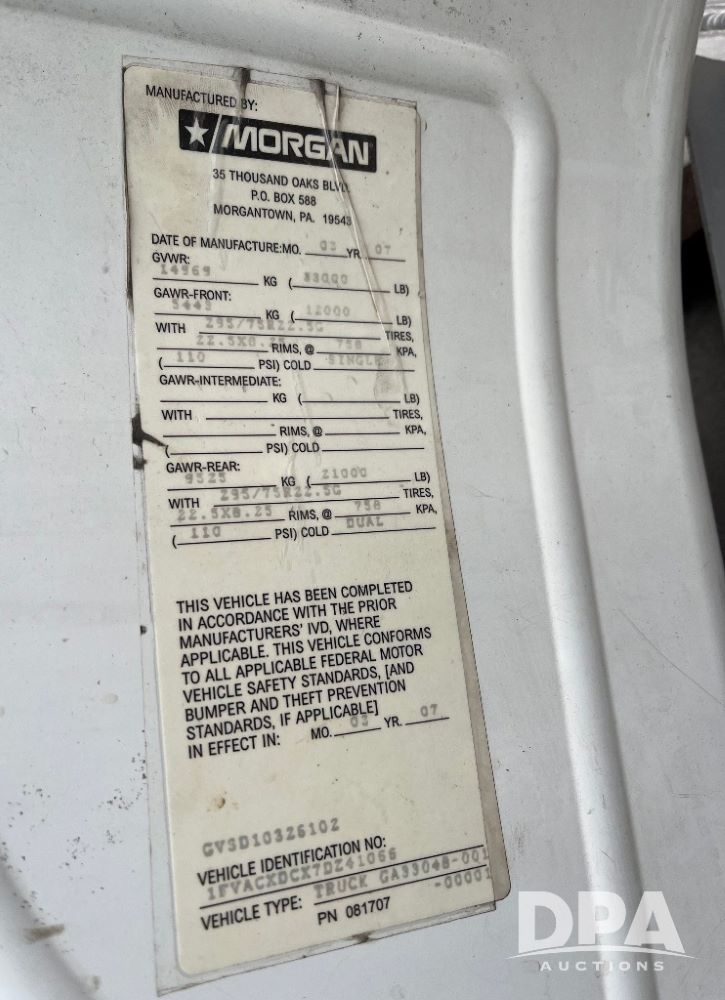 MANUFACTURED BY:
MORGAN
35 THOUSAND OAKS BLVD.
P.O. BOX 588
MORGANTOWN, PA. 19543
DATE OF MANUFACTURE:MO. 03 YR. 07
GVWR:
14969 KG ( 33000 LB)
GAWR-FRONT:
5443 KG ( 12000 LB)
WITH 295/75R22.5G TIRES,
22.5X8.25 RIMS, @ 758 KPA,
( 110 PSI) COLD SINGLE
GAWR-INTERMEDIATE:
KG ( LB)
WITH TIRES,
RIMS, @ KPA,
( PSI) COLD
GAWR-REAR:
9525 KG ( 21000 LB)
WITH 295/75R22.5G TIRES,
22.5X8.25 RIMS, @ 758 KPA,
( 110 PSI) COLD DUAL
THIS VEHICLE HAS BEEN COMPLETED
IN ACCORDANCE WITH THE PRIOR
MANUFACTURERS' IVD, WHERE
APPLICABLE. THIS VEHICLE CONFORMS
TO ALL APPLICABLE FEDERAL MOTOR
VEHICLE SAFETY STANDARDS, [AND
BUMPER AND THEFT PREVENTION
STANDARDS, IF APPLICABLE]
IN EFFECT IN: MO. 03 YR. 07
GVSD10326102
VEHICLE IDENTIFICATION NO:
1FVACXDCX7DZ41066
VEHICLE TYPE: TRUCK CA33048-001
-00001
PN 081707
DPA
AUCTIONS